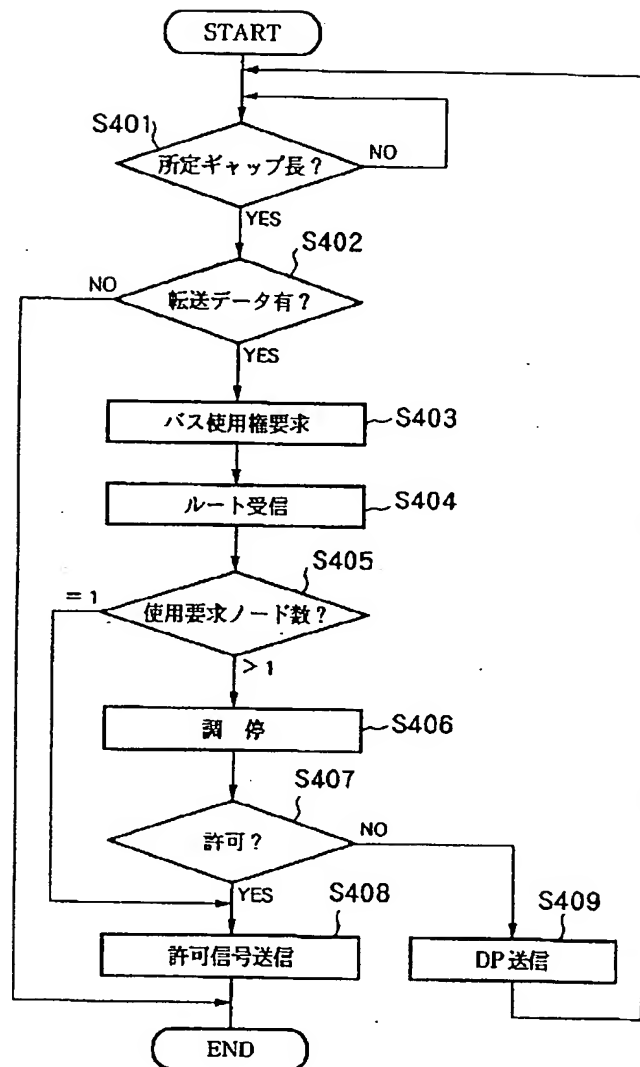 START
S401
所定ギャップ長?
NO
YES
S402
NO
転送データ有?
YES
バス使用権要求
S403
ルート受信
S404
S405
=1
使用要求ノード数?
>1
調 停
S406
S407
許可?
NO
YES
S408
許可信号送信
S409
DP送信
END